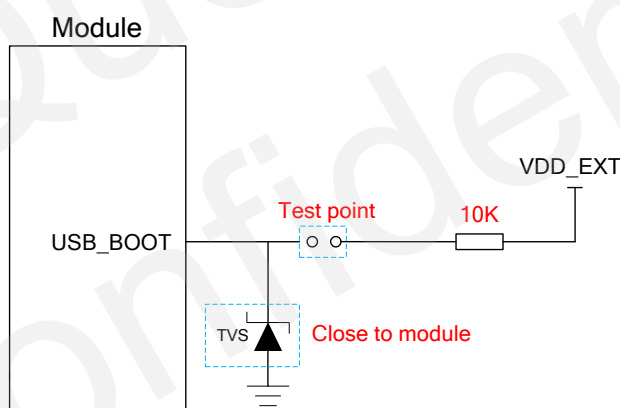 Module
VDD_EXT
Test point
10K
USB_BOOT
TVS
Close to module